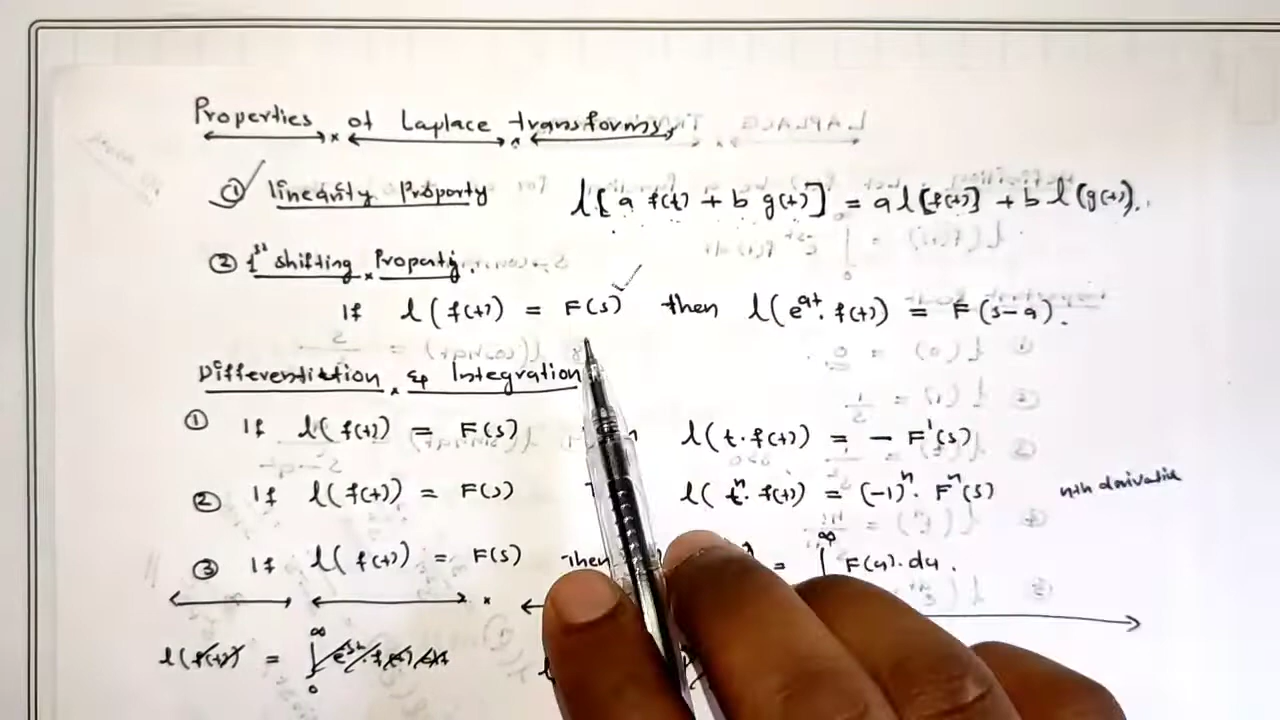 Properties of Laplace transforms,
① linearity Property l[a f(t) + b g(t)] = a l[f(t)] + b l(g(t)).
② 1st shifting Property.
If l(f(t)) = F(s) then l(e^at. f(t)) = F(s-a).
Differentiation & Integration
① If l(f(t)) = F(s) l(t. f(t)) = - F'(s)
② If l(f(t)) = F(s) l(t^n. f(t)) = (-1)^n. F^n(s) nth derivative
③ If l(f(t)) = F(s) Then = ∫ ∞ F(u). du.
l(f(t)) = ∫ ∞ 0